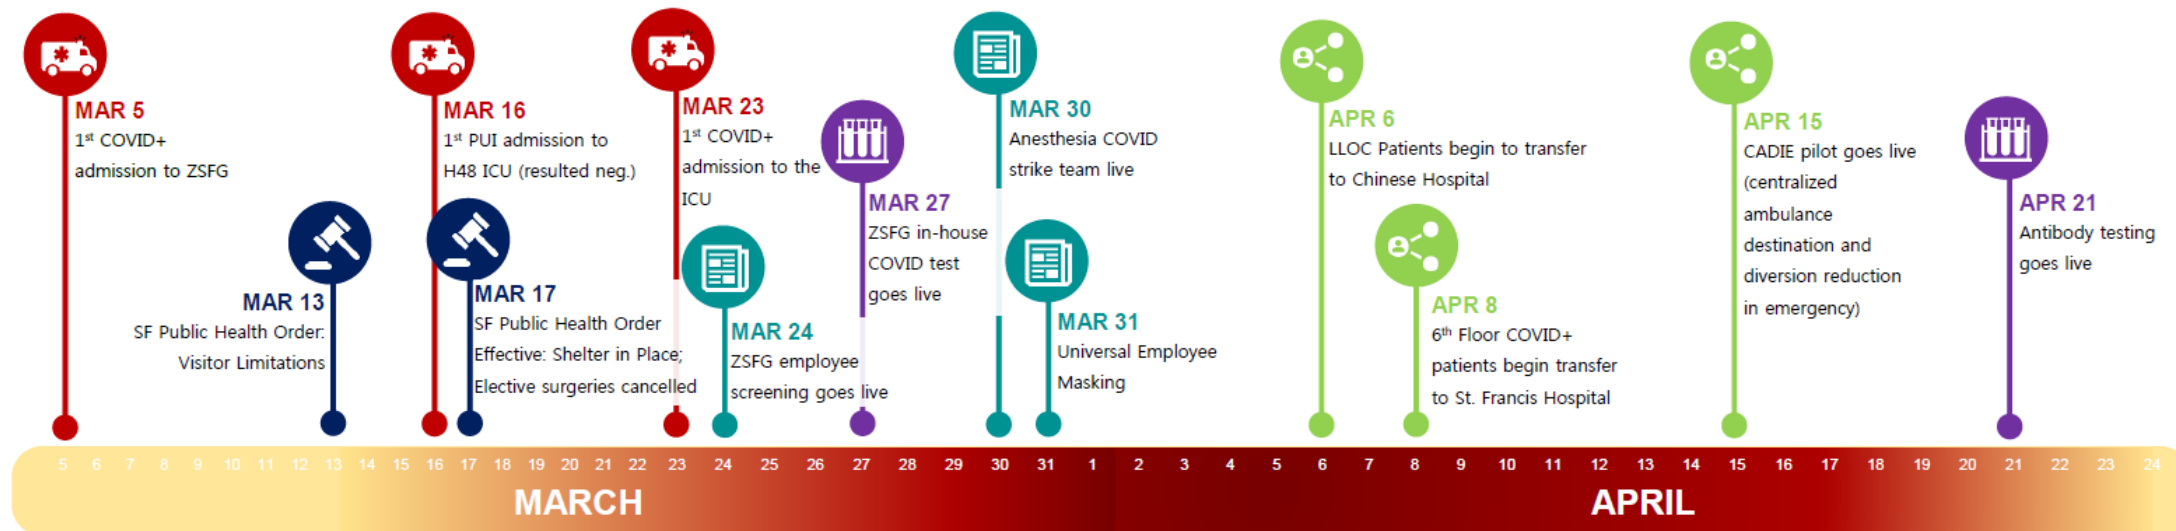 MAR 5
1st COVID+
admission to ZSFG
MAR 13
SF Public Health Order:
Visitor Limitations
MAR 16
1st PUI admission to
H48 ICU (resulted neg.)
MAR 17
SF Public Health Order
Effective: Shelter in Place;
Elective surgeries cancelled
MAR 23
1st COVID+
admission to the
ICU
MAR 24
ZSFG employee
screening goes live
MAR 27
ZSFG in-house
COVID test
goes live
MAR 30
Anesthesia COVID
strike team live
MAR 31
Universal Employee
Masking
APR 6
LLOC Patients begin to transfer
to Chinese Hospital
APR 8
6th Floor COVID+
patients begin transfer
to St. Francis Hospital
APR 15
CADIE pilot goes live
(centralized
ambulance
destination and
diversion reduction
in emergency)
APR 21
Antibody testing
goes live
5 6 7 8 9 10 11 12 13 14 15 16 17 18 19 20 21 22 23 24 25 26 27 28 29 30 31 1 2 3 4 5 6 7 8 9 10 11 12 13 14 15 16 17 18 19 20 21 22 23 24
MARCH APRIL